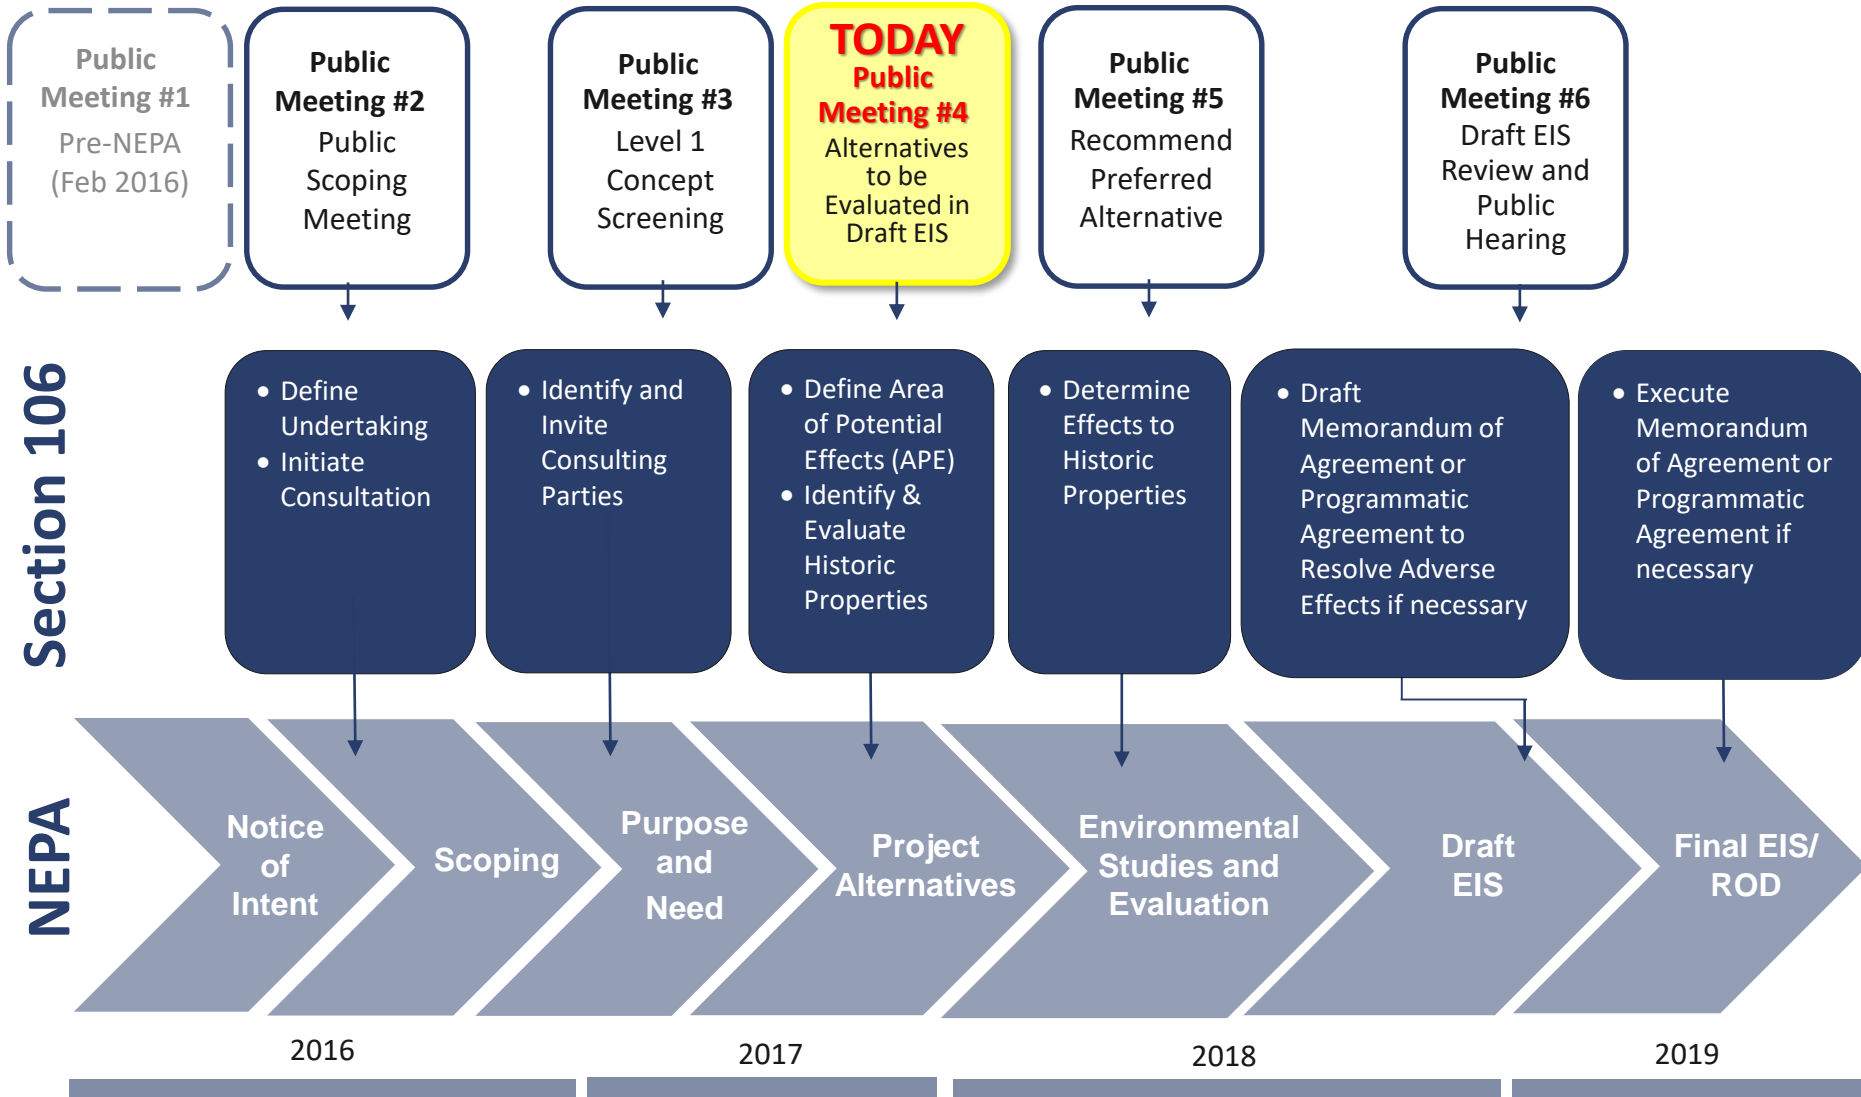 Public
Meeting #1
Pre-NEPA
(Feb 2016)
Public
Meeting #2
Public
Scoping
Meeting
Public
Meeting #3
Level 1
Concept
Screening
TODAY
Public
Meeting #4
Alternatives
to be
Evaluated in
Draft EIS
Public
Meeting #5
Recommend
Preferred
Alternative
Public
Meeting #6
Draft EIS
Review and
Public
Hearing
Section 106
• Define
Undertaking
• Initiate
Consultation
• Identify and
Invite
Consulting
Parties
• Define Area
of Potential
Effects (APE)
• Identify &
Evaluate
Historic
Properties
• Determine
Effects to
Historic
Properties
• Draft
Memorandum of
Agreement or
Programmatic
Agreement to
Resolve Adverse
Effects if necessary
• Execute
Memorandum
of Agreement or
Programmatic
Agreement if
necessary
NEPA
Notice
of
Intent
Scoping
Purpose
and
Need
Project
Alternatives
Environmental
Studies and
Evaluation
Draft
EIS
Final EIS/
ROD
2016
2017
2018
2019